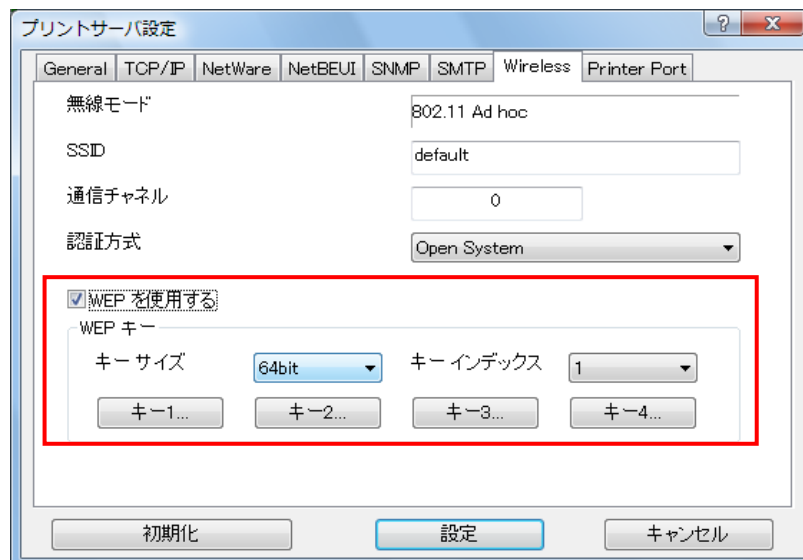 プリントサーバ設定
General TCP/IP NetWare NetBEUI SNMP SMTP Wireless Printer Port
無線モード 802.11 Ad hoc
SSID default
通信チャネル 0
認証方式 Open System
WEP を使用する
WEP キー
キー サイズ 64bit キー インデックス 1
キー1... キー2... キー3... キー4...
初期化 設定 キャンセル